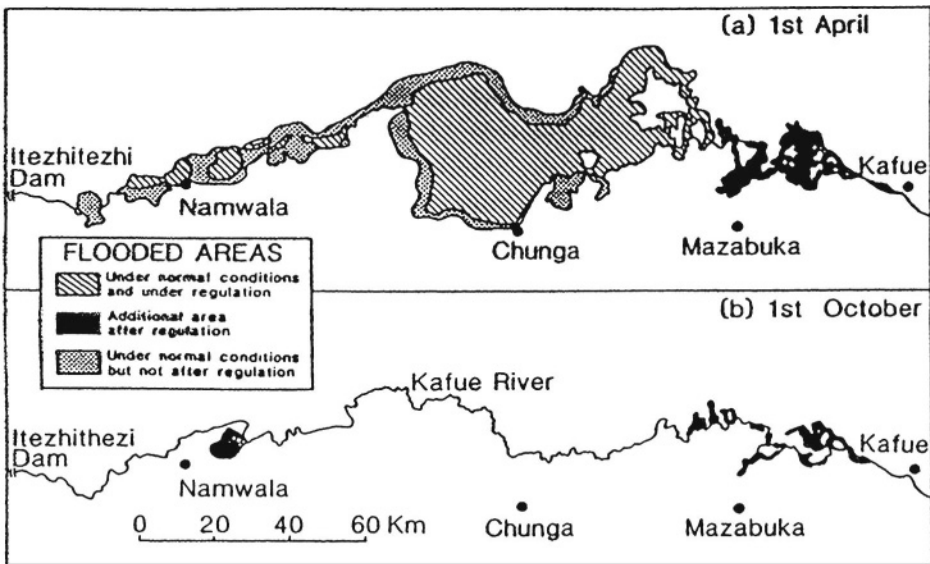 (a) 1st April
Itezhitezhi
Dam
Namwala
Chunga
Mazabuka
Kafue
FLOODED AREAS
Under normal conditions
and under regulation
Additional area
after regulation
Under normal conditions
but not after regulation
(b) 1st October
Kafue River
Itezhithezi
Dam
Namwala
Chunga
Mazabuka
Kafue
0 20 40 60 Km